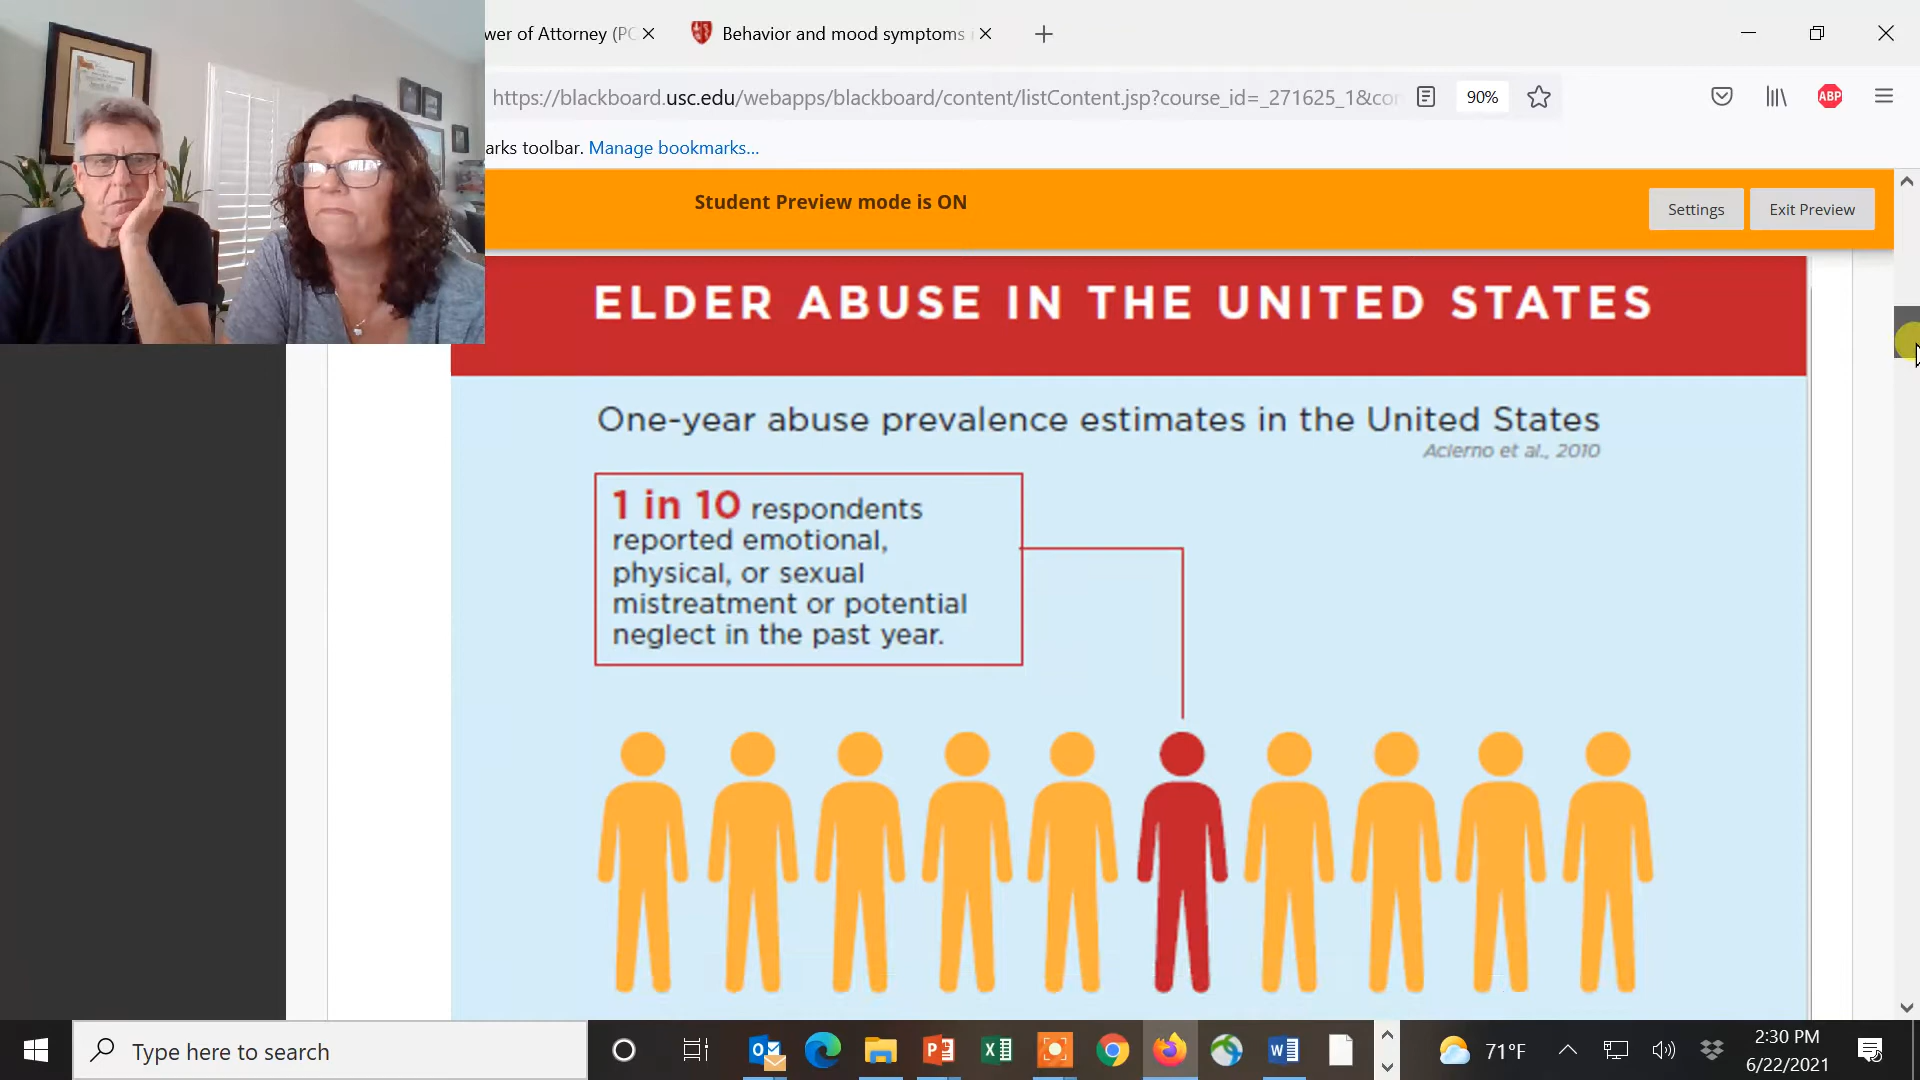 wer of Attorney (PC
Behavior and mood symptoms
https://blackboard.usc.edu/webapps/blackboard/content/listContent.jsp?course_id=_271625_1&cor
90%
ABP
arks toolbar. Manage bookmarks...
Student Preview mode is ON
Settings
Exit Preview
ELDER ABUSE IN THE UNITED STATES
One-year abuse prevalence estimates in the United States
Acierno et al., 2010
1 in 10 respondents
reported emotional,
physical, or sexual
mistreatment or potential
neglect in the past year.
Type here to search
71°F
2:30 PM
6/22/2021